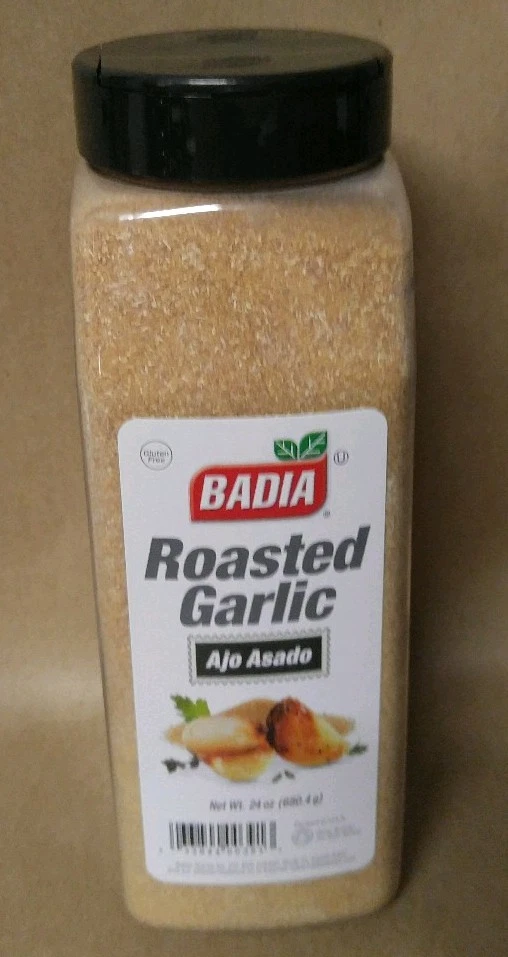 Gluten
Free
U
BADIA
®
Roasted
Garlic
Ajo Asado
Net Wt. 24 oz (680.4 g)